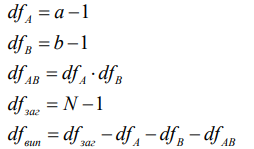 df_A = a − 1
df_B = b − 1
df_AB = df_A · df_B
df_заг = N − 1
df_вип = df_заг − df_A − df_B − df_AB